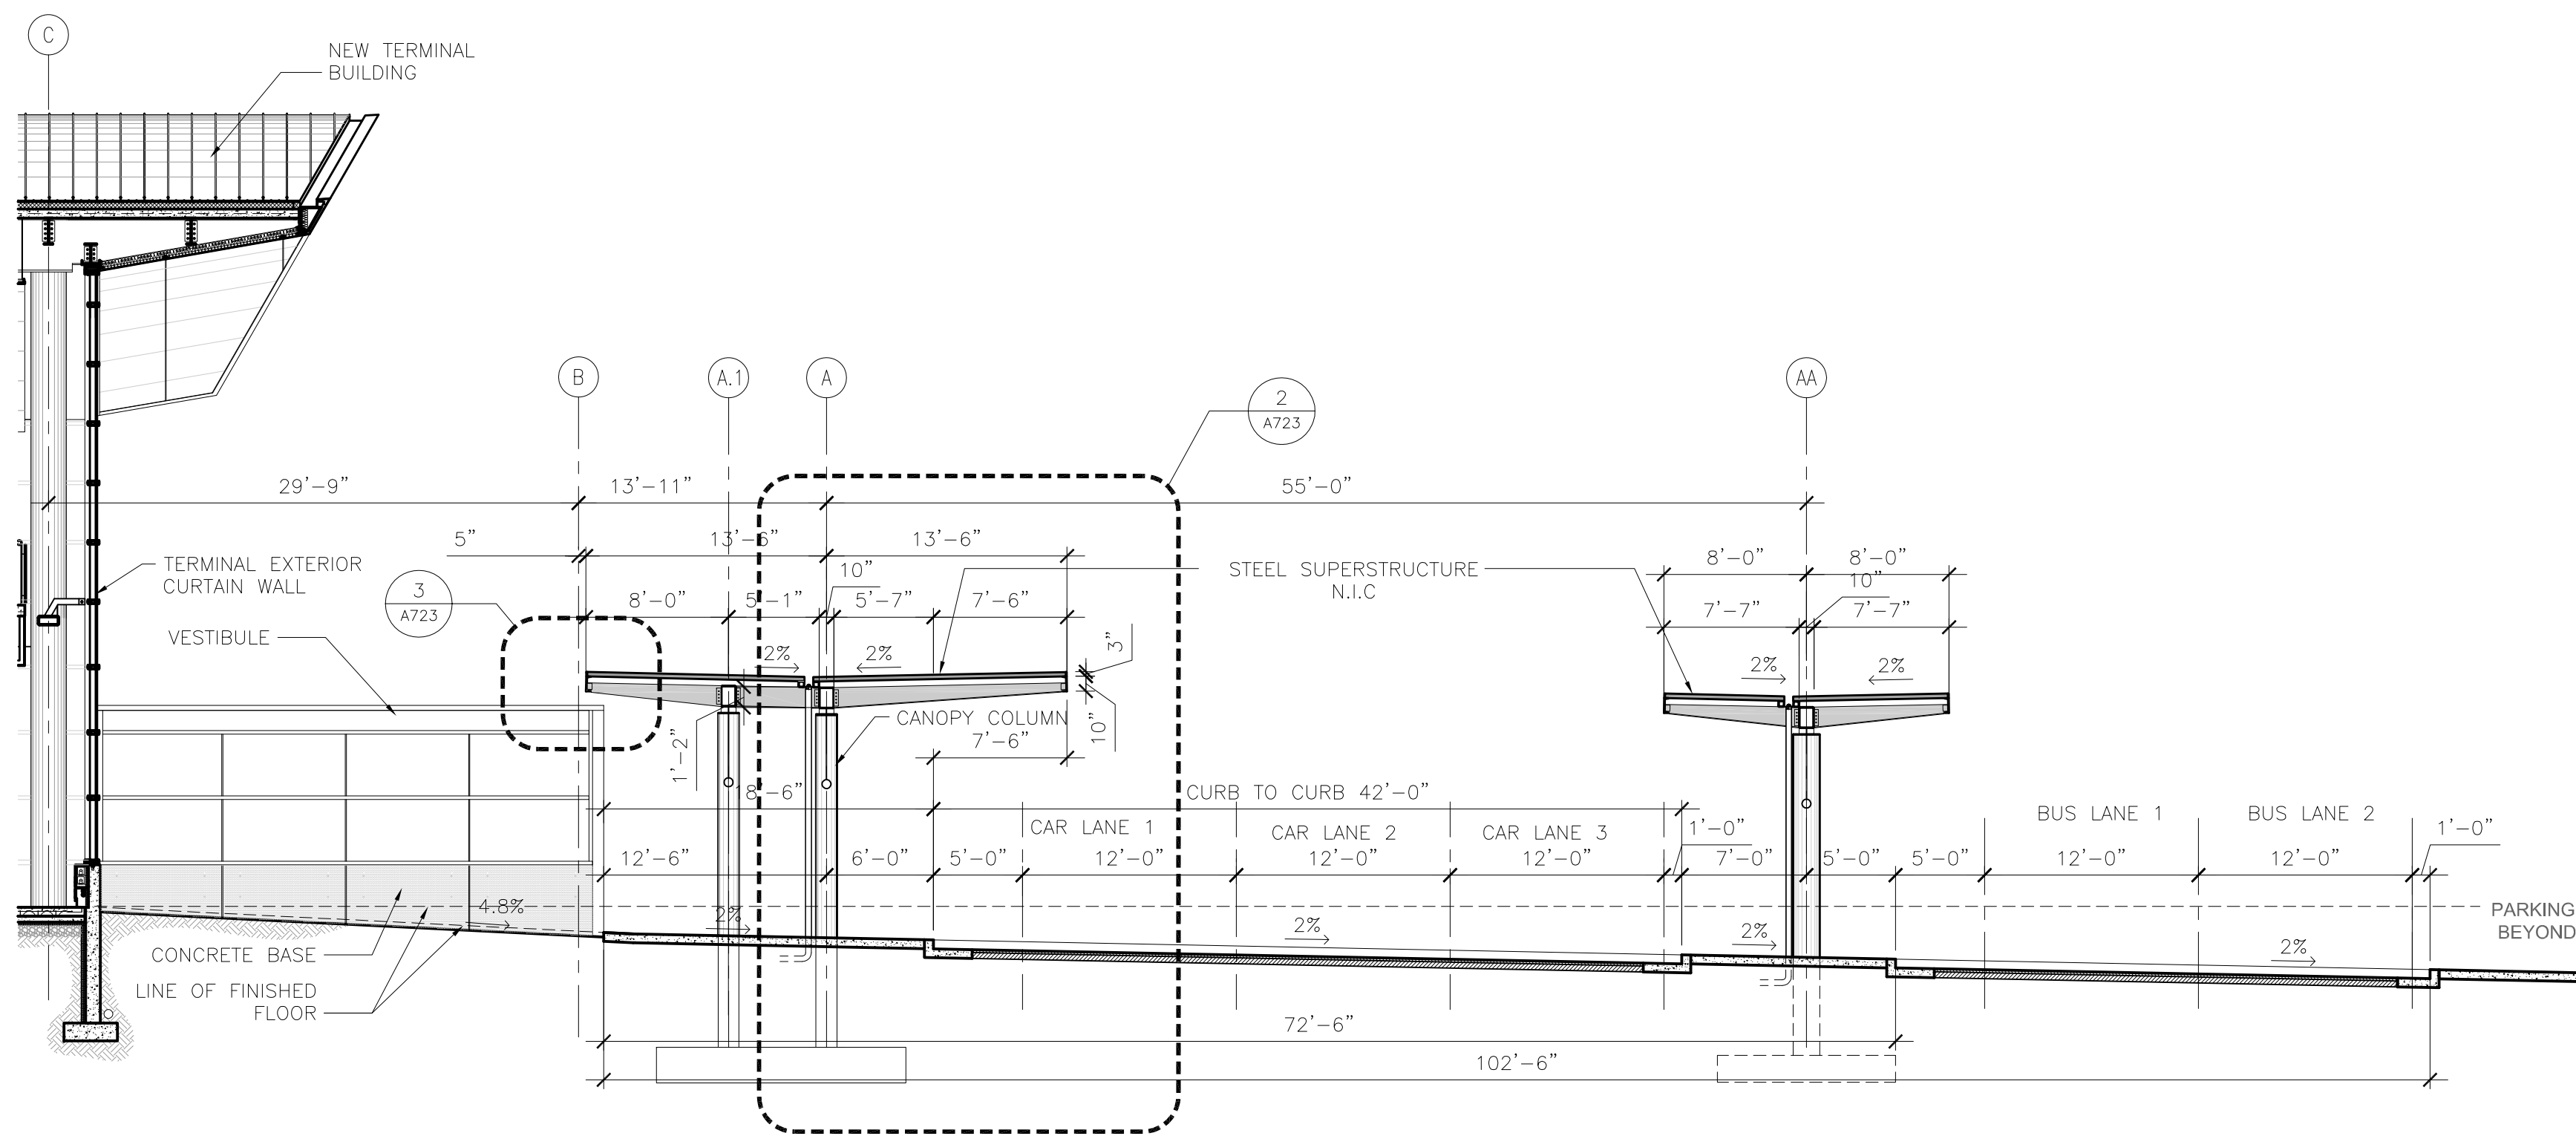 C
NEW TERMINAL
BUILDING
B
A.1
A
AA
2
A723
29'-9"
13'-11"
55'-0"
5"
13'-6"
13'-6"
8'-0"
8'-0"
TERMINAL EXTERIOR
CURTAIN WALL
3
A723
10"
STEEL SUPERSTRUCTURE
N.I.C
10"
8'-0"
5'-1"
5'-7"
7'-6"
7'-7"
7'-7"
VESTIBULE
2%
2%
3"
2%
2%
CANOPY COLUMN
10"
7'-6"
1'-2"
18'-6"
CURB TO CURB 42'-0"
CAR LANE 1
CAR LANE 2
CAR LANE 3
1'-0"
BUS LANE 1
BUS LANE 2
1'-0"
12'-6"
6'-0"
5'-0"
12'-0"
12'-0"
12'-0"
7'-0"
5'-0"
5'-0"
12'-0"
12'-0"
4.8%
2%
2%
2%
2%
PARKING
BEYOND
CONCRETE BASE
LINE OF FINISHED
FLOOR
72'-6"
102'-6"